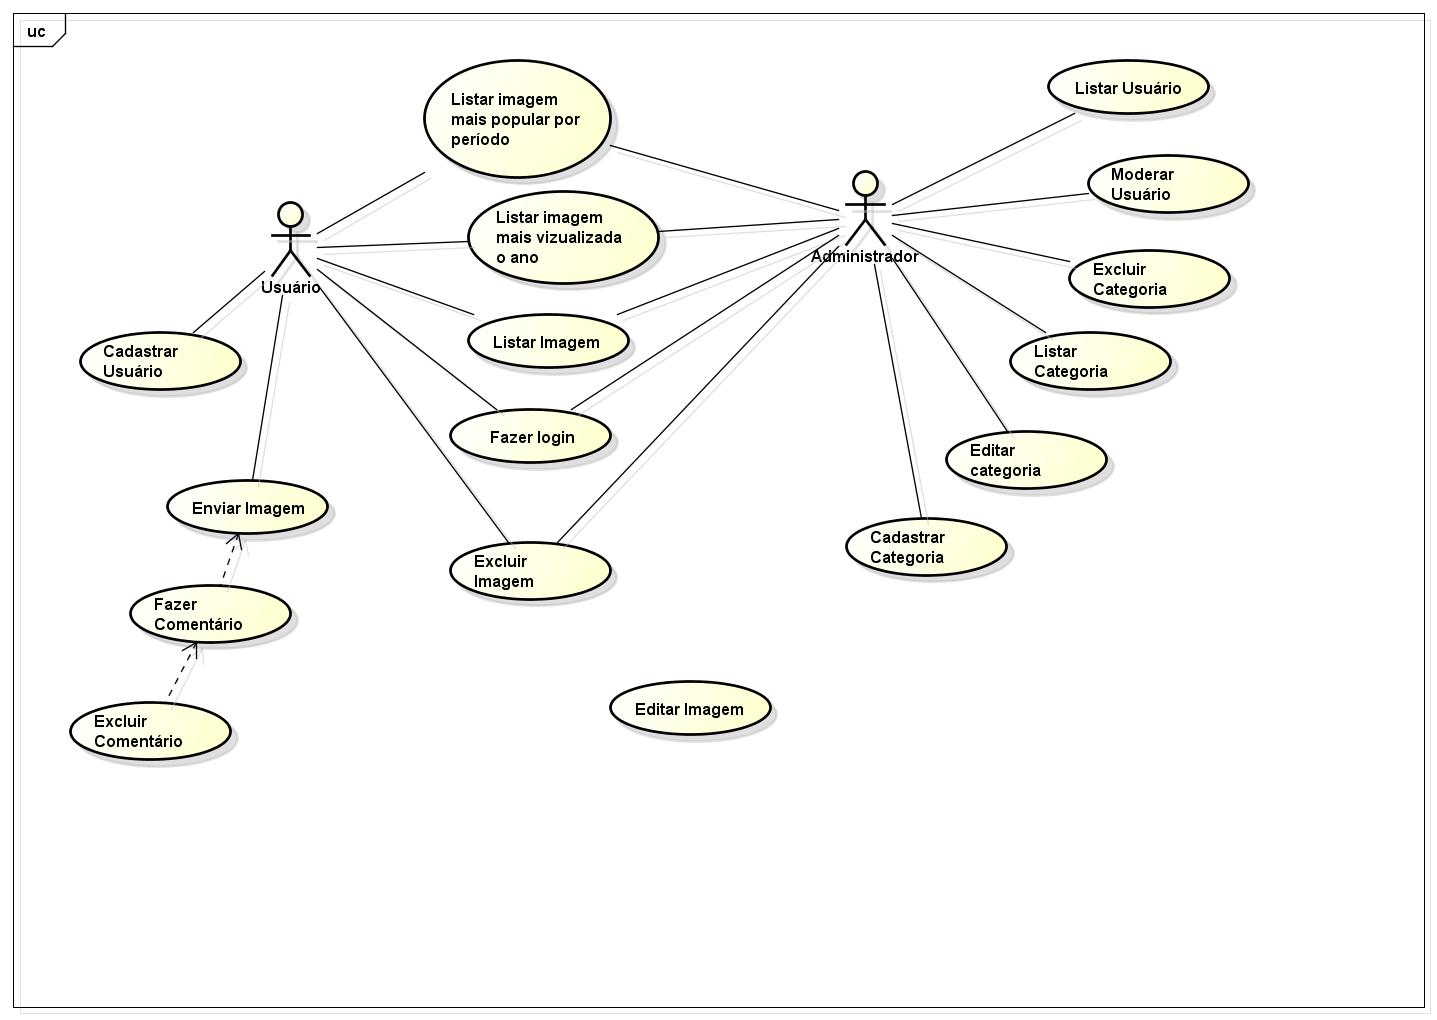 uc
Listar imagem
mais popular por
período
Listar Usuário
Moderar
Usuário
Listar imagem
mais vizualizada
o ano
Administrador
Usuário
Excluir
Categoria
Listar Imagem
Cadastrar
Usuário
Listar
Categoria
Fazer login
Editar
categoria
Enviar Imagem
Cadastrar
Categoria
Excluir
Imagem
Fazer
Comentário
Editar Imagem
Excluir
Comentário